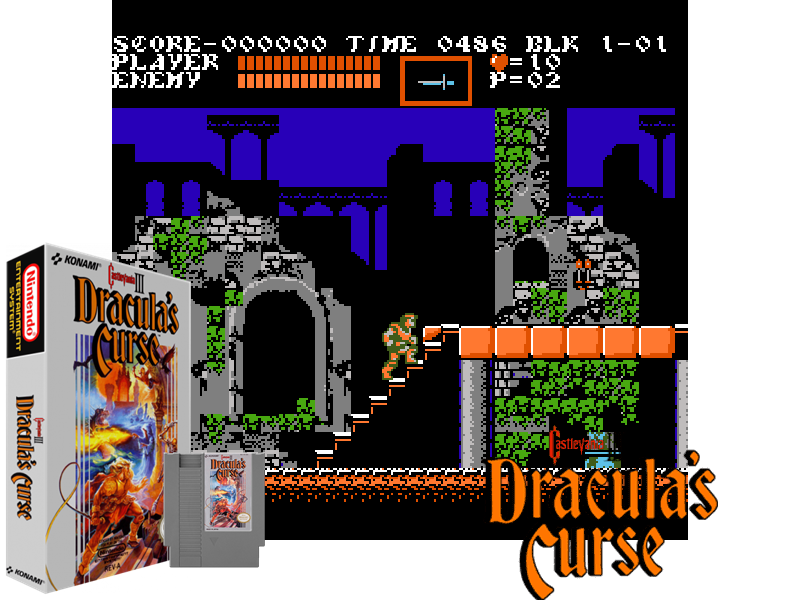 SCORE-000000 TIME 0486 BLK 1-01
PLAYER
ENEMY
=10
P=02
KONAMI
Castlevania III
Dracula's
Curse
Nintendo
ENTERTAINMENT
SYSTEM
Dracula's Curse
KONAMI
REV-A
Dracula's
Curse
Castlevania
Dracula's
Curse